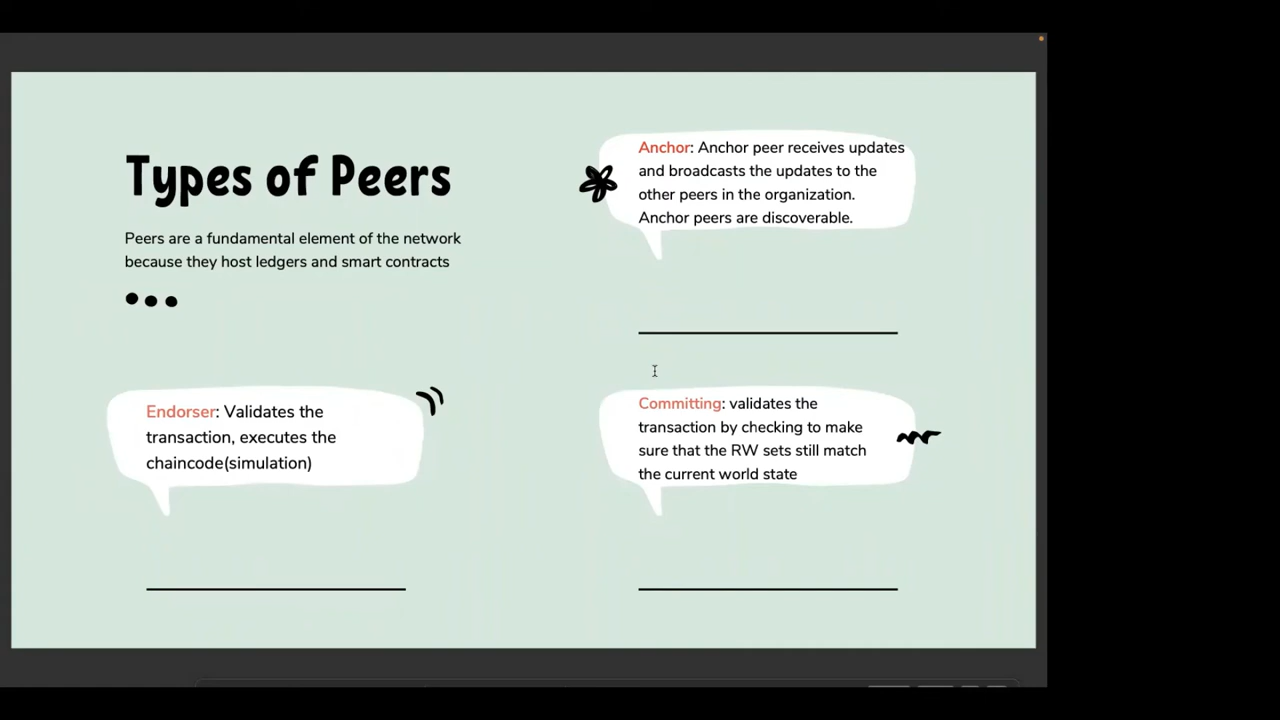 Types of Peers
Peers are a fundamental element of the network
because they host ledgers and smart contracts
Anchor: Anchor peer receives updates
and broadcasts the updates to the
other peers in the organization.
Anchor peers are discoverable.
Endorser: Validates the
transaction, executes the
chaincode(simulation)
Committing: validates the
transaction by checking to make
sure that the RW sets still match
the current world state